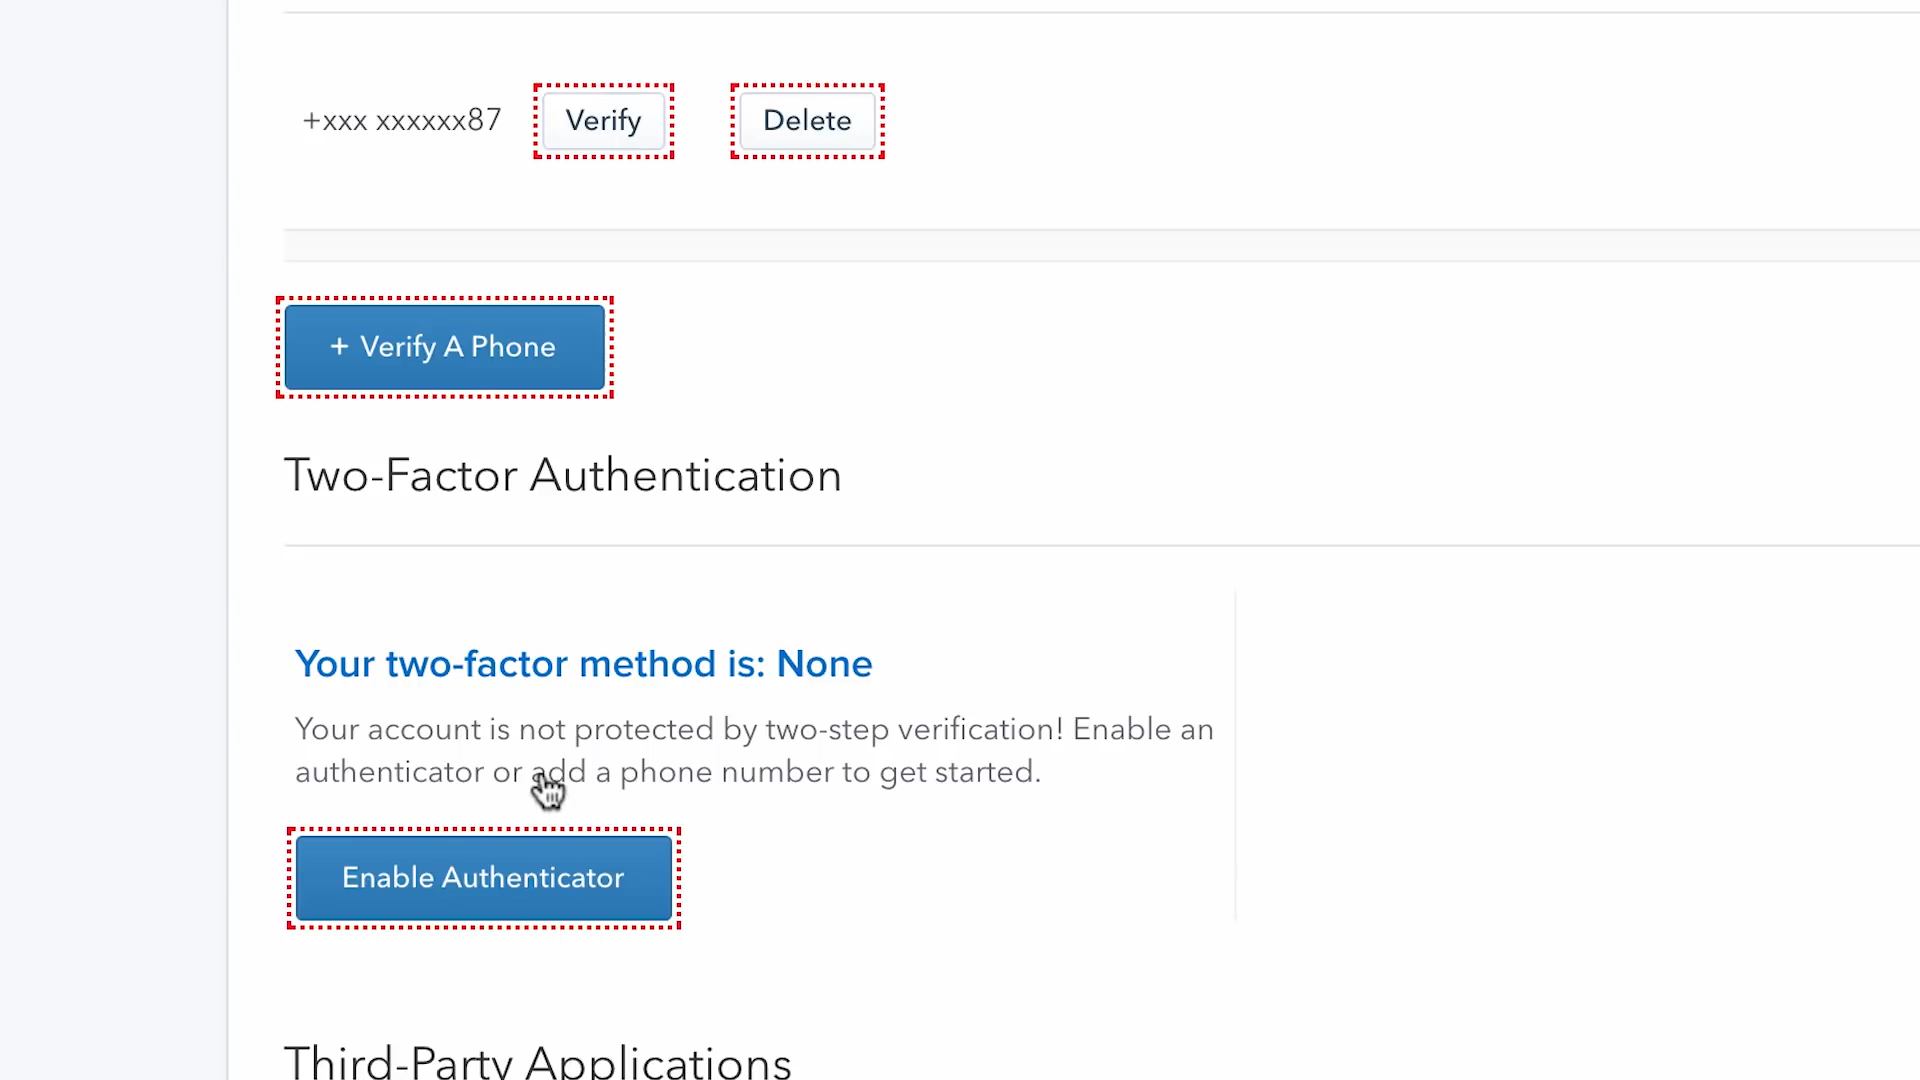 +xxx xxxxxx87 Verify Delete
+ Verify A Phone
Two-Factor Authentication
Your two-factor method is: None
Your account is not protected by two-step verification! Enable an
authenticator or add a phone number to get started.
Enable Authenticator
Third-Party Applications